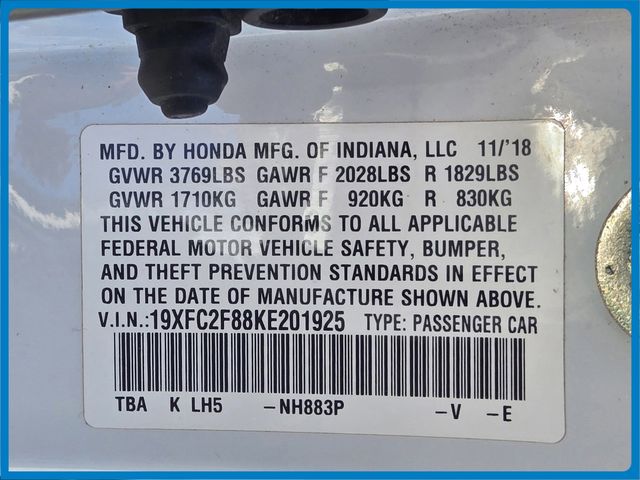 MFD. BY HONDA MFG. OF INDIANA, LLC 11/'18
GVWR 3769LBS GAWR F 2028LBS R 1829LBS
GVWR 1710KG GAWR F 920KG R 830KG
THIS VEHICLE CONFORMS TO ALL APPLICABLE
FEDERAL MOTOR VEHICLE SAFETY, BUMPER,
AND THEFT PREVENTION STANDARDS IN EFFECT
ON THE DATE OF MANUFACTURE SHOWN ABOVE.
V.I.N.:19XFC2F88KE201925 TYPE: PASSENGER CAR
TBA K LH5 -NH883P -V -E